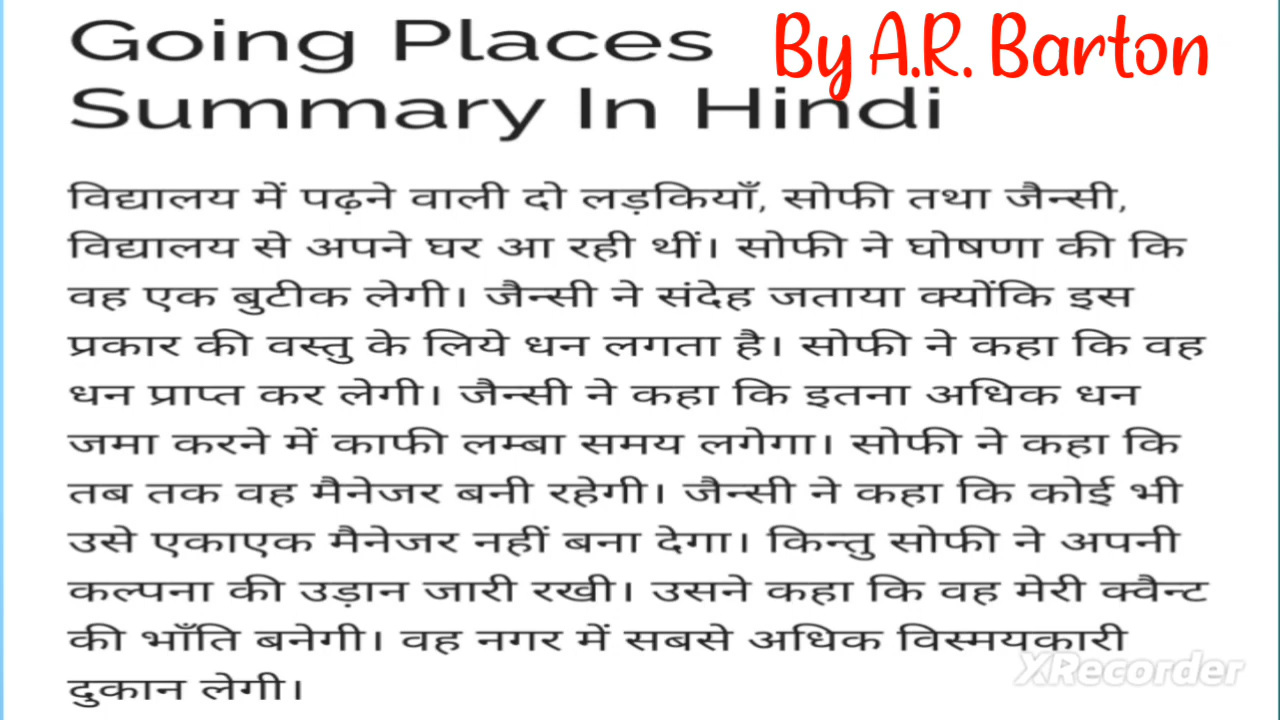 Going Places By A.R. Barton
Summary In Hindi
विद्यालय में पढ़ने वाली दो लड़कियाँ, सोफी तथा जैन्सी,
विद्यालय से अपने घर आ रही थीं। सोफी ने घोषणा की कि
वह एक बुटीक लेगी। जैन्सी ने संदेह जताया क्योंकि इस
प्रकार की वस्तु के लिये धन लगता है। सोफी ने कहा कि वह
धन प्राप्त कर लेगी। जैन्सी ने कहा कि इतना अधिक धन
जमा करने में काफी लम्बा समय लगेगा। सोफी ने कहा कि
तब तक वह मैनेजर बनी रहेगी। जैन्सी ने कहा कि कोई भी
उसे एकाएक मैनेजर नहीं बना देगा। किन्तु सोफी ने अपनी
कल्पना की उड़ान जारी रखी। उसने कहा कि वह मेरी क्वैन्ट
की भाँति बनेगी। वह नगर में सबसे अधिक विस्मयकारी
दुकान लेगी।
XRecorder